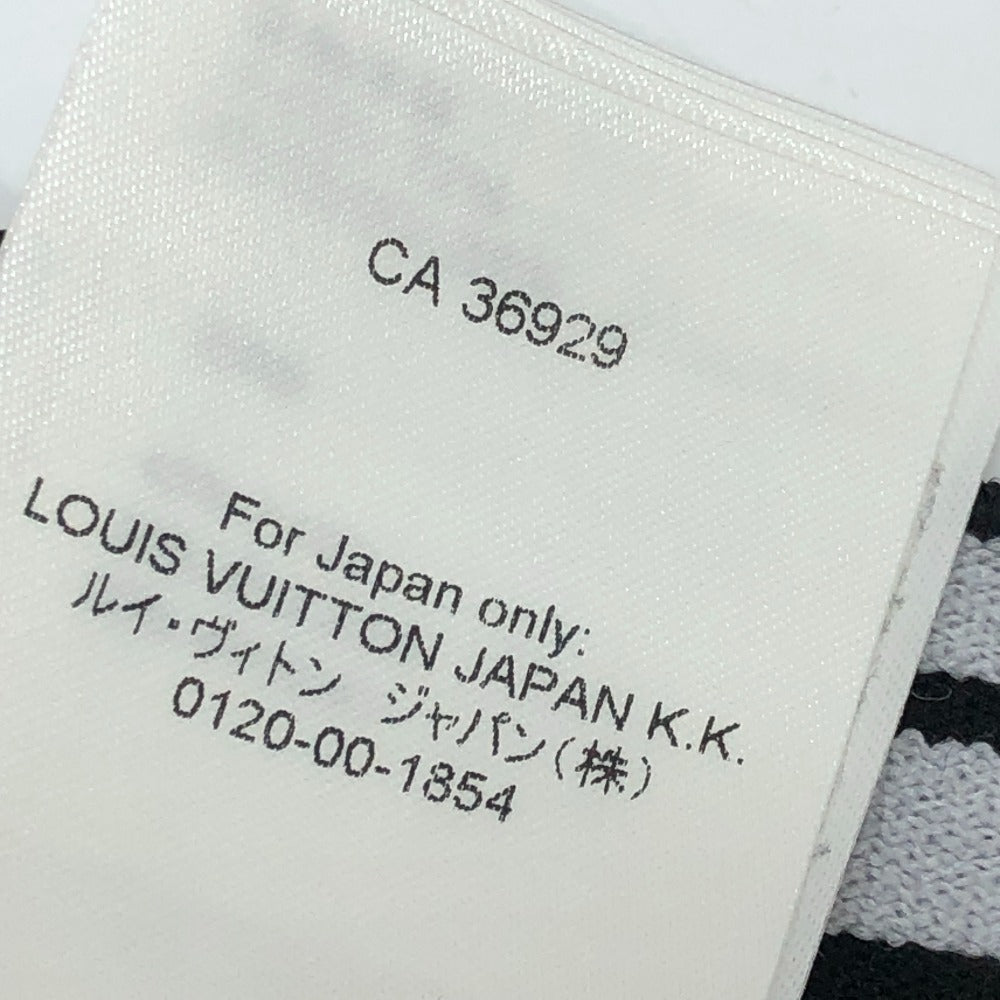 CA 36929
For Japan only:
LOUIS VUITTON JAPAN K.K.
ルイ・ヴィトン ジャパン(株)
0120-00-1854